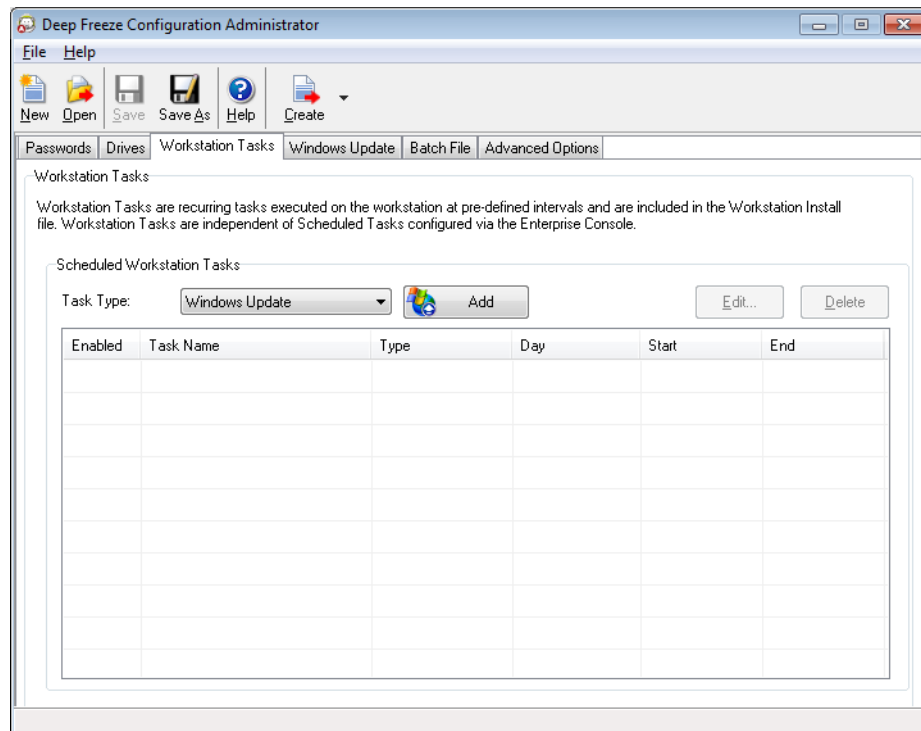 Deep Freeze Configuration Administrator
File Help
New Open Save Save As Help Create
Passwords Drives Workstation Tasks Windows Update Batch File Advanced Options
Workstation Tasks
Workstation Tasks are recurring tasks executed on the workstation at pre-defined intervals and are included in the Workstation Install
file. Workstation Tasks are independent of Scheduled Tasks configured via the Enterprise Console.
Scheduled Workstation Tasks
Task Type: Windows Update Add Edit... Delete
Enabled Task Name Type Day Start End